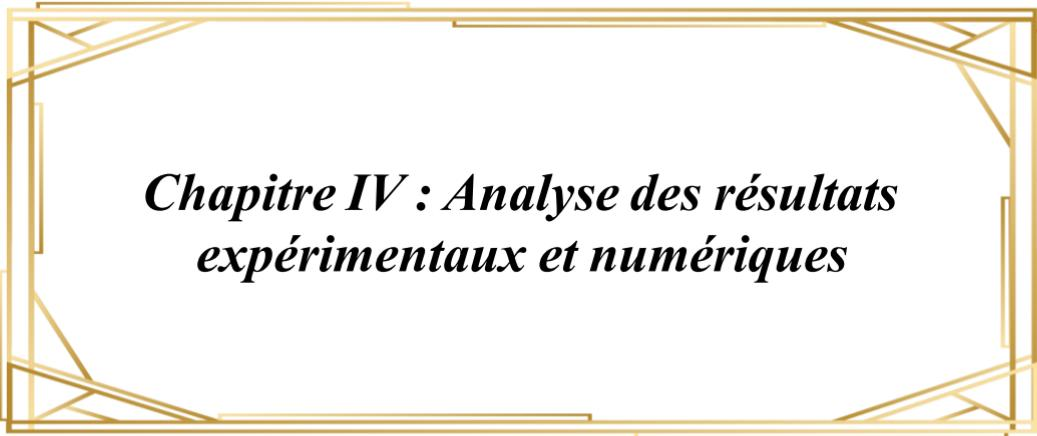 Chapitre IV : Analyse des résultats
expérimentaux et numériques